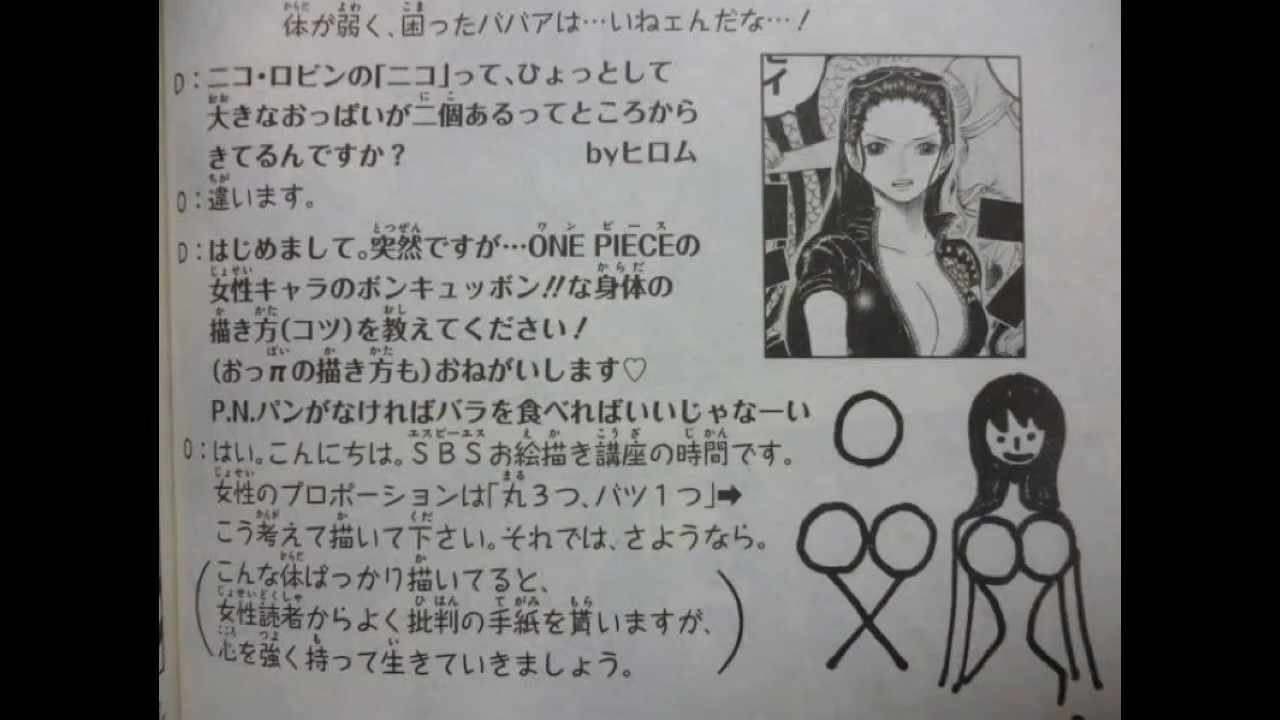 体が弱く、困ったババアは…いねェんだな…！
D：ニコ・ロビンの「ニコ」って、ひょっとして
大きなおっぱいが二個あるってところから
きてるんですか？ byヒロム
O：違います。
D：はじめまして。突然ですが…ONE PIECEの
女性キャラのボンキュッボン!!な身体の
描き方(コツ)を教えてください！
(おっπの描き方も)おねがいします♡
P.N.パンがなければバラを食べればいいじゃなーい
O：はい。こんにちは。SBSお絵描き講座の時間です。
女性のプロポーションは「丸3つ、バツ1つ」➡
こう考えて描いて下さい。それでは、さようなら。
(こんな体ばっかり描いてると、
女性読者からよく批判の手紙を貰いますが、
心を強く持って生きていきましょう。)